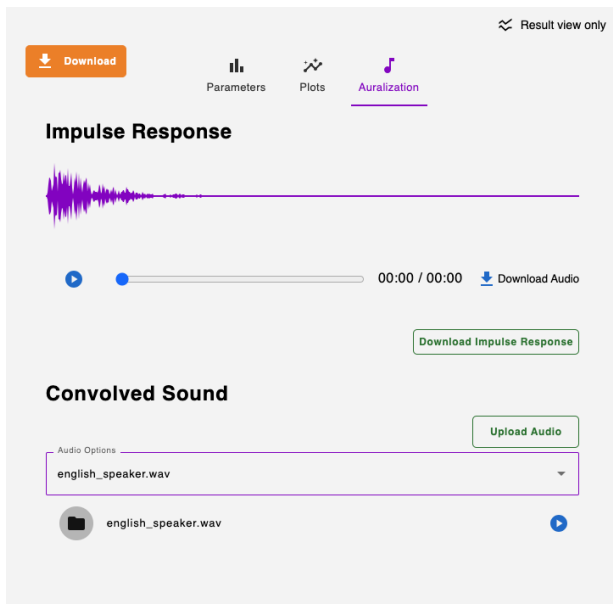 Result view only
Download
Parameters
Plots
Auralization
Impulse Response
00:00 / 00:00
Download Audio
Download Impulse Response
Convolved Sound
Upload Audio
Audio Options
english_speaker.wav
english_speaker.wav